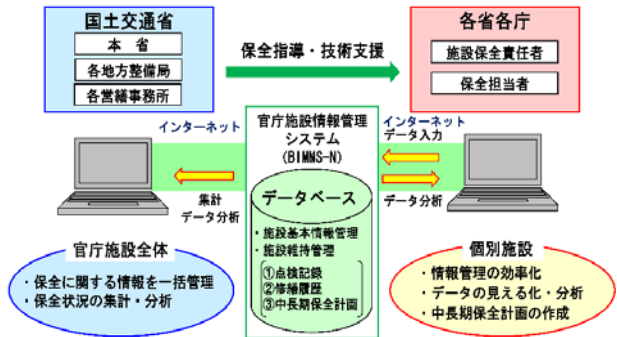 国土交通省
本　省
各地方整備局
各営繕事務所
保全指導・技術支援
各省各庁
施設保全責任者
保全担当者
インターネット
官庁施設情報管理
システム
(BIMMS-N)
インターネット
データ入力
集計
データ分析
データ分析
データベース
・施設基本情報管理
・施設維持管理
①点検記録
②修繕履歴
③中長期保全計画
官庁施設全体
・保全に関する情報を一括管理
・保全状況の集計・分析
個別施設
・情報管理の効率化
・データの見える化・分析
・中長期保全計画の作成